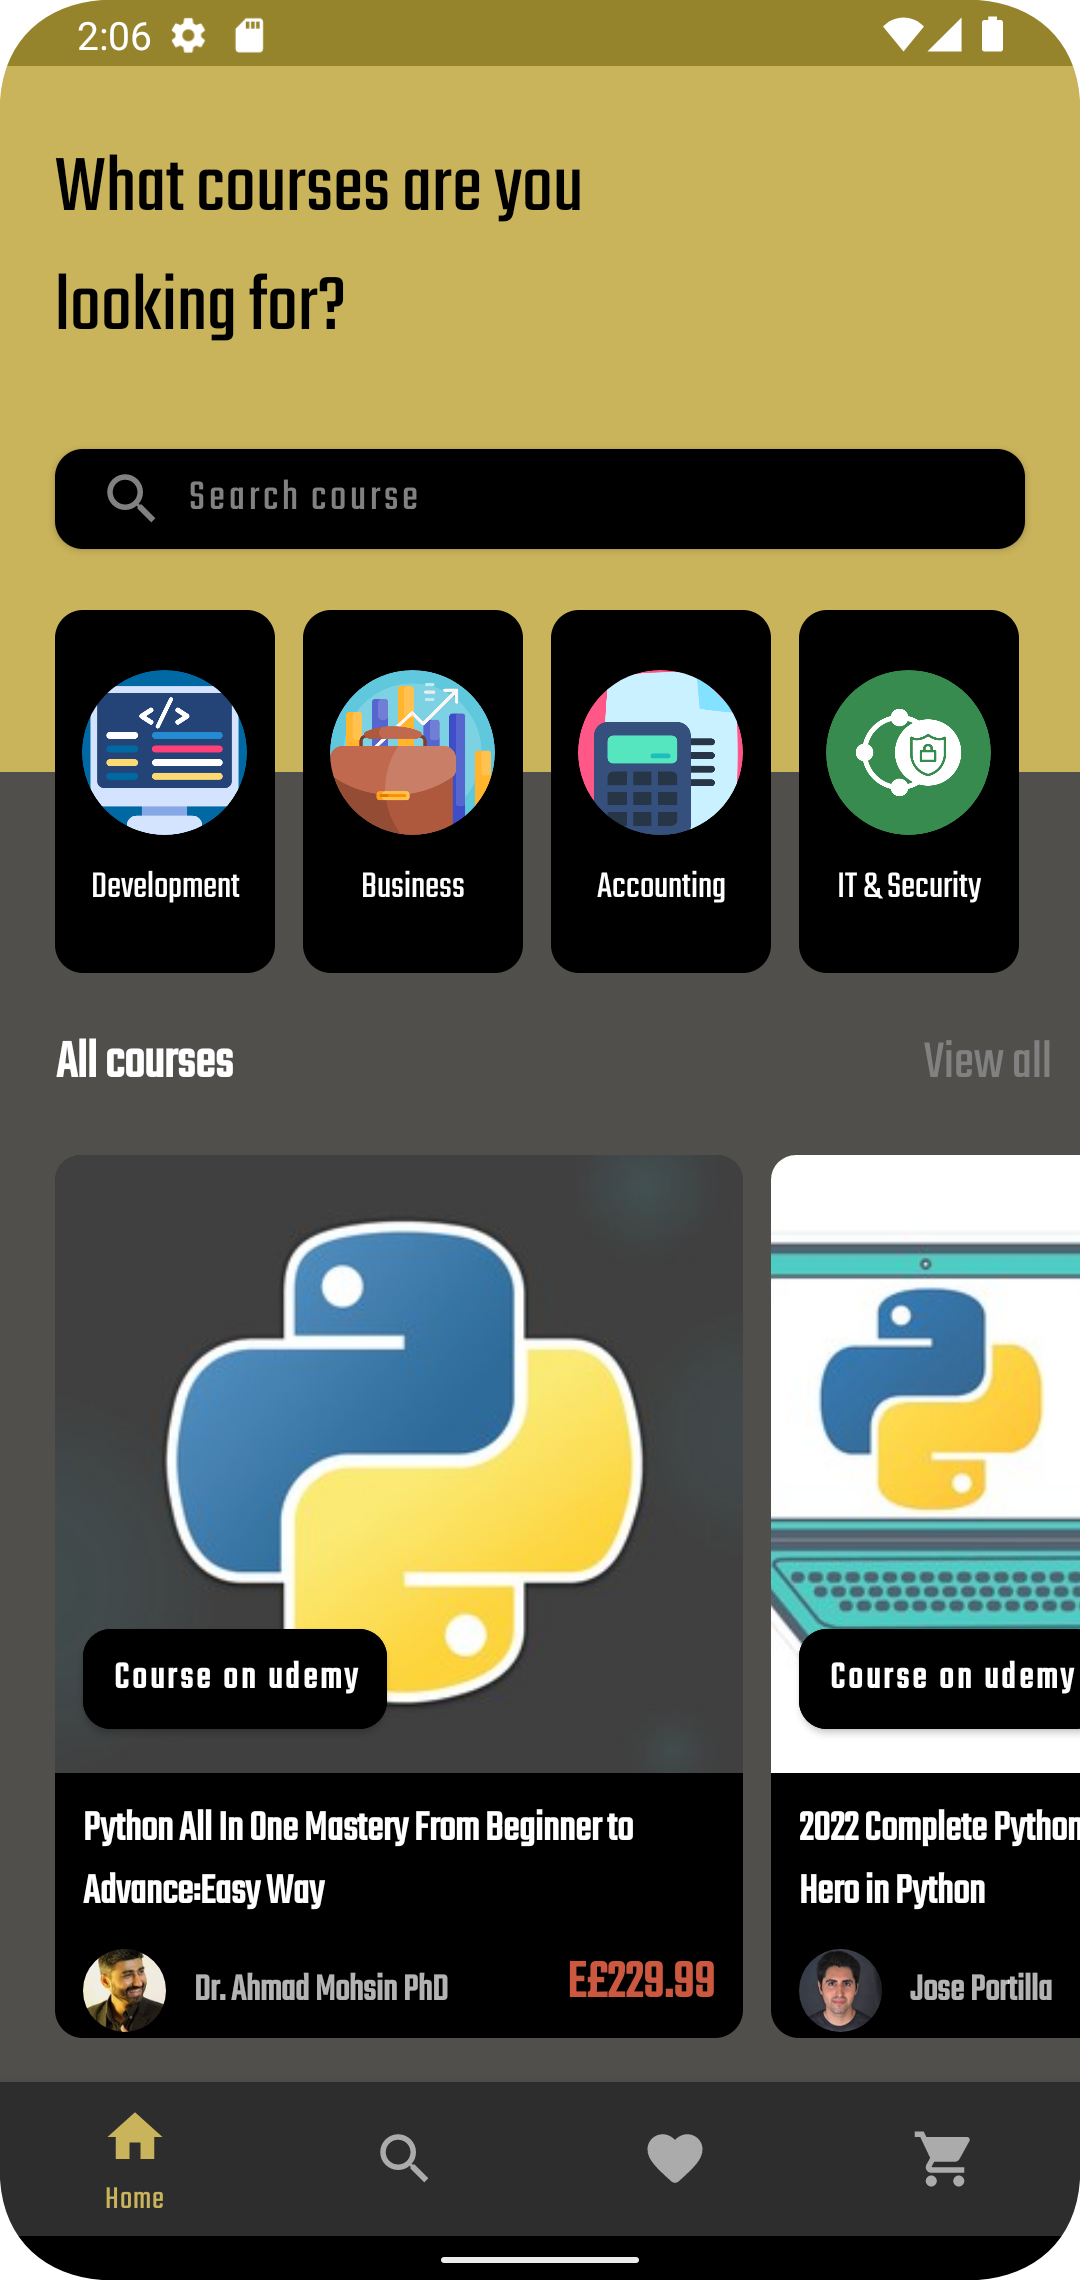 2:06
What courses are you
looking for?
Search course
</>
Development
Business
Accounting
IT & Security
All courses
View all
Course on udemy
Course on udemy
Python All In One Mastery From Beginner to
Advance:Easy Way
2022 Complete Python
Hero in Python
Dr. Ahmad Mohsin PhD
E£229.99
Jose Portilla
Home